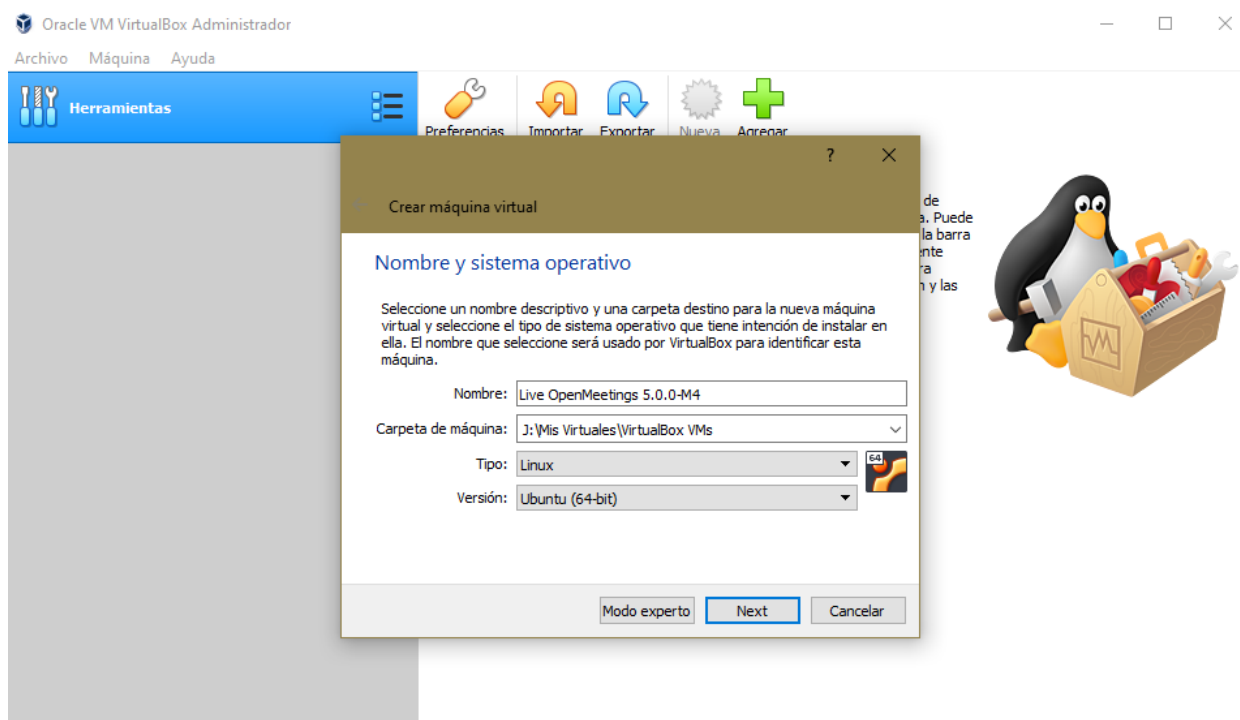 Oracle VM VirtualBox Administrador
Archivo Máquina Ayuda
Herramientas
Preferencias Importar Exportar Nueva Agregar
? 
Crear máquina virtual
de
a. Puede
la barra
nte
ra
n y las
Nombre y sistema operativo
Seleccione un nombre descriptivo y una carpeta destino para la nueva máquina
virtual y seleccione el tipo de sistema operativo que tiene intención de instalar en
ella. El nombre que seleccione será usado por VirtualBox para identificar esta
máquina.
Nombre: Live OpenMeetings 5.0.0-M4
Carpeta de máquina: J:\Mis Virtuales\VirtualBox VMs
Tipo: Linux
64
Versión: Ubuntu (64-bit)
Modo experto Next Cancelar